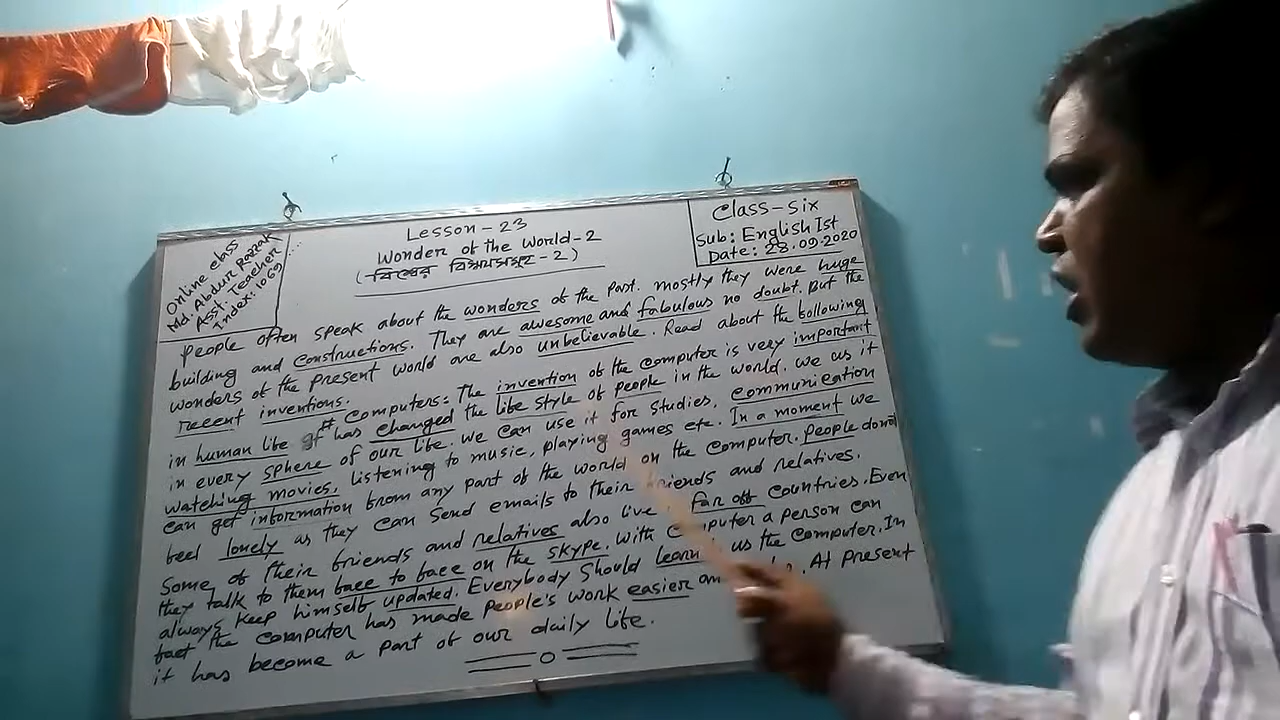 Online class
Md. Abdur Razzak
Asst. Teacher
Index: 1069
Lesson - 23
Wonder of the World-2
(বিশ্বের বিস্ময়সমূহ - 2)
Class-six
Sub: English Ist
Date: 28.09.2020
People often speak about the wonders of the past. mostly they were huge
building and constructions. They are awesome and fabulous no doubt. But the
wonders of the present world are also unbelievable. Read about the following
recent inventions.
Computers: The invention of the computer is very important
in human life It has changed the life style of people in the world. we us it
in every sphere of our life. we can use it for studies, communication
watching movies, listening to music, playing games etc. In a moment we
can get information from any part of the world on the computer. people don't
feel lonely as they can send emails to their friends and relatives.
Some of their friends and relatives also live far off countries. Even
they talk to them face to face on the skype. with computer a person can
always keep himself updated. Everybody should learn us the computer. In
fact the computer has made people's work easier an At present
it has become a part of our daily life.